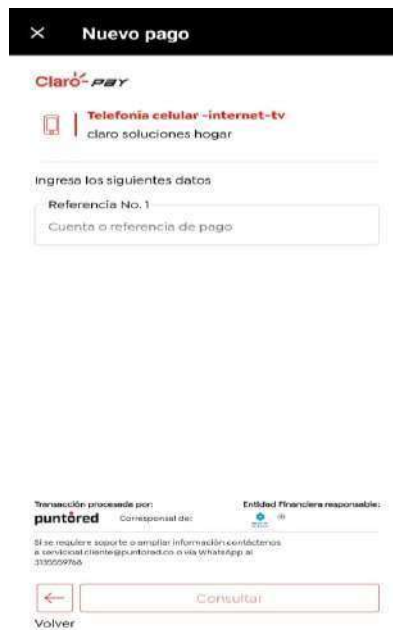 × Nuevo pago
Claro-pay
Telefonía celular -internet-tv
claro soluciones hogar
Ingresa los siguientes datos
Referencia No. 1
Cuenta o referencia de pago
Transacción procesada por: Entidad Financiera responsable:
puntored Corresponsal de:
Si se requiere soporte o ampliar información contáctenos
a servicioalcliente@puntored.co o vía WhatsApp al
3135559768
← Consultar
Volver